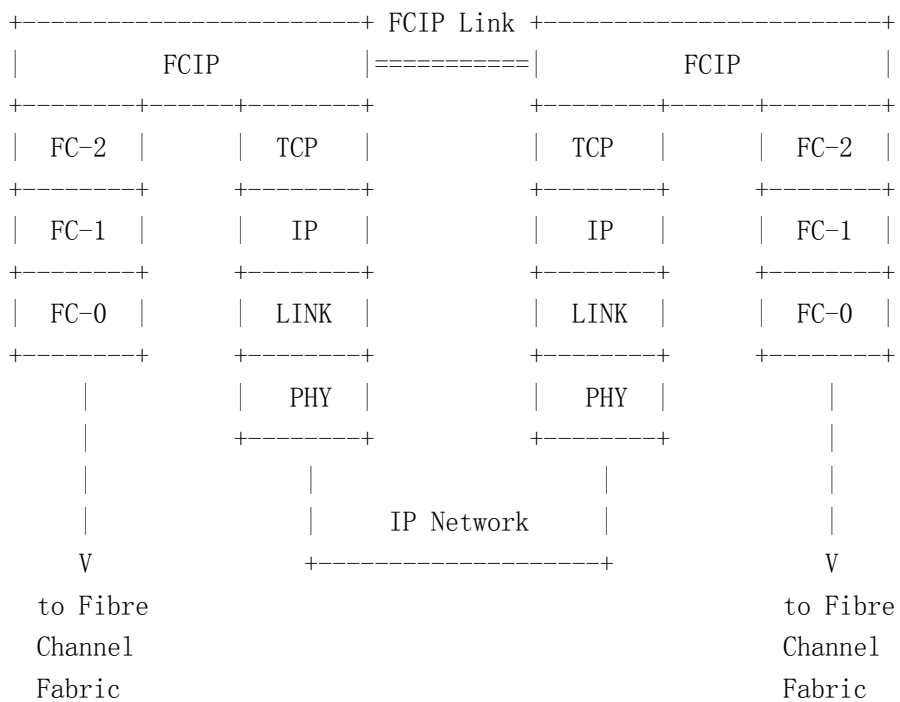 FCIP Link
FCIP FCIP
FC-2 TCP TCP FC-2
FC-1 IP IP FC-1
FC-0 LINK LINK FC-0
PHY PHY
IP Network
V V
to Fibre to Fibre
Channel Channel
Fabric Fabric